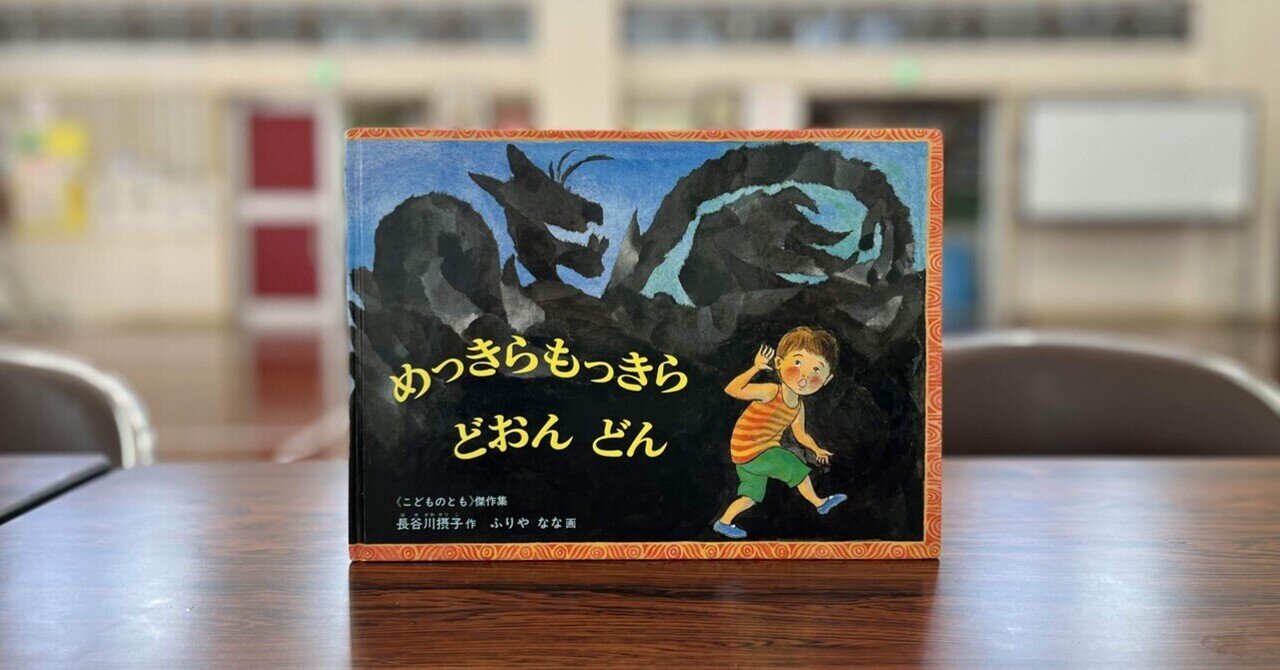 めっきらもっきら
どおん どん
《こどものとも》傑作集
長谷川摂子 作 ふりや なな 画